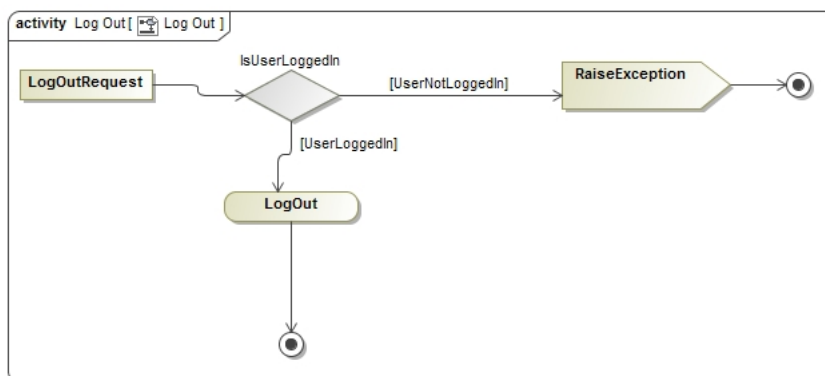 activity Log Out [ Log Out ]
IsUserLoggedIn
LogOutRequest
[UserNotLoggedIn]
RaiseException
[UserLoggedIn]
LogOut